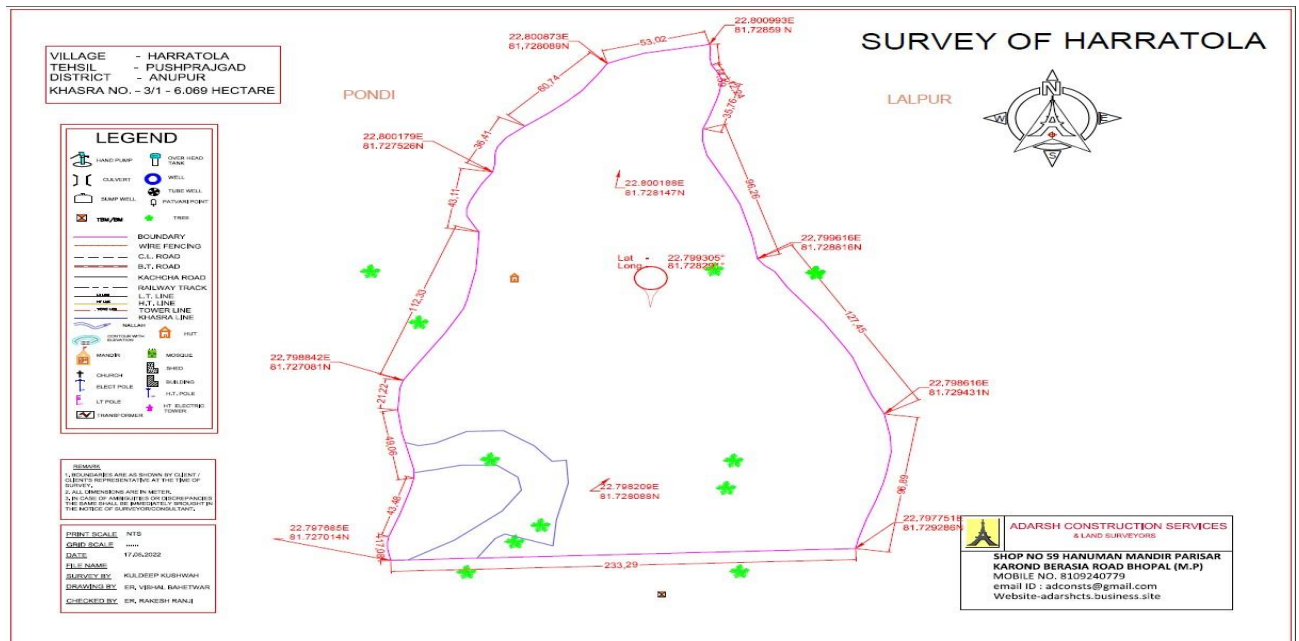 SURVEY OF HARRATOLA
VILLAGE - HARRATOLA
TEHSIL - PUSHPRAJGAD
DISTRICT - ANUPUR
KHASRA NO. - 3/1 - 6.069 HECTARE
PONDI
LALPUR
N
W
E
S
22,800873E
81.728089N
53,02
22.800993E
81.72859 N
60,74
35,76
36,41
22,800179E
81.727526N
43,11
96,26
22.800188E
81.728147N
22,799616E
81.728816N
Lat - 22.799305°
Long
112,33
127,45
22,798842E
81.727081N
21,22
22,798616E
81.729431N
49,06
96,89
43,48
22.798209E
81.728088N
22.797685E
81.727014N
22,797751E
81.729286N
233,29
LEGEND
HAND PUMP
OVER HEAD TANK
CULVERT
WELL
TUBE WELL
SUMP WELL
PATVARI POINT
TBM/BM
TREE
BOUNDARY
WIRE FENCING
C.L. ROAD
B.T. ROAD
KACHCHA ROAD
RAILWAY TRACK
L.T. LINE
H.T. LINE
TOWER LINE
KHASRA LINE
NALLAH
CONTOUR WITH ELEVATION
HUT
MANDIR
MOSQUE
SHED
CHURCH
BUILDING
ELECT POLE
H.T. POLE
LT POLE
HT ELECTRIC TOWER
TRANSFORMER
REMARK
1, BOUNDARIES ARE AS SHOWN BY CLIENT /
CLIENT'S REPRESENTATIVE AT THE TIME OF
SURVEY.
2. ALL DIMENSIONS ARE IN METER.
3, IN CASE OF AMBIGUITIES OR DISCREPANCIES
THE SAME SHALL BE IMMEDIATELY BROUGHT IN
THE NOTICE OF SURVEYOR/CONSULTANT.
PRINT SCALE NTS
GRID SCALE ......
DATE 17.05.2022
FILE NAME
SURVEY BY KULDEEP KUSHWAH
DRAWING BY ER, VISHAL BAHETWAR
CHECKED BY ER, RAKESH RANJI
ADARSH CONSTRUCTION SERVICES
& LAND SURVEYORS
SHOP NO 59 HANUMAN MANDIR PARISAR
KAROND BERASIA ROAD BHOPAL (M.P)
MOBILE NO. 8109240779
email ID : adconsts@gmail.com
Website-adarshcts.business.site